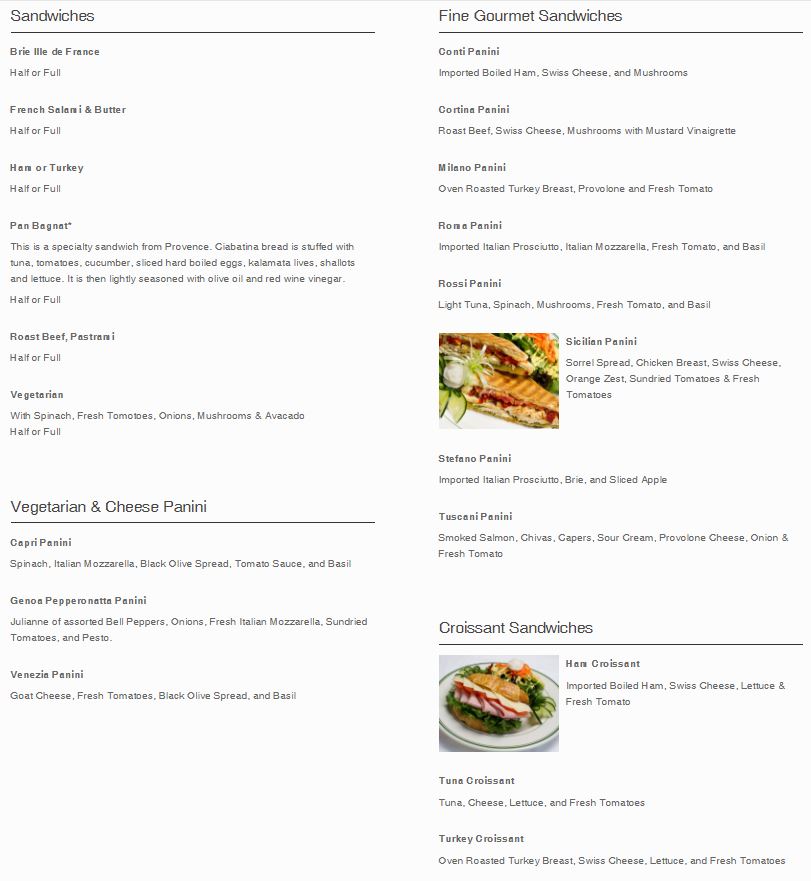 Sandwiches
Brie Ille de France
Half or Full
French Salami & Butter
Half or Full
Ham or Turkey
Half or Full
Pan Bagnat*
This is a specialty sandwich from Provence. Ciabatina bread is stuffed with
tuna, tomatoes, cucumber, sliced hard boiled eggs, kalamata lives, shallots
and lettuce. It is then lightly seasoned with olive oil and red wine vinegar.
Half or Full
Roast Beef, Pastrami
Half or Full
Vegetarian
With Spinach, Fresh Tomotoes, Onions, Mushrooms & Avacado
Half or Full
Vegetarian & Cheese Panini
Capri Panini
Spinach, Italian Mozzarella, Black Olive Spread, Tomato Sauce, and Basil
Genoa Pepperonatta Panini
Julianne of assorted Bell Peppers, Onions, Fresh Italian Mozzarella, Sundried
Tomatoes, and Pesto.
Venezia Panini
Goat Cheese, Fresh Tomatoes, Black Olive Spread, and Basil
Fine Gourmet Sandwiches
Conti Panini
Imported Boiled Ham, Swiss Cheese, and Mushrooms
Cortina Panini
Roast Beef, Swiss Cheese, Mushrooms with Mustard Vinaigrette
Milano Panini
Oven Roasted Turkey Breast, Provolone and Fresh Tomato
Roma Panini
Imported Italian Prosciutto, Italian Mozzarella, Fresh Tomato, and Basil
Rossi Panini
Light Tuna, Spinach, Mushrooms, Fresh Tomato, and Basil
Sicilian Panini
Sorrel Spread, Chicken Breast, Swiss Cheese,
Orange Zest, Sundried Tomatoes & Fresh
Tomatoes
Stefano Panini
Imported Italian Prosciutto, Brie, and Sliced Apple
Tuscani Panini
Smoked Salmon, Chivas, Capers, Sour Cream, Provolone Cheese, Onion &
Fresh Tomato
Croissant Sandwiches
Ham Croissant
Imported Boiled Ham, Swiss Cheese, Lettuce &
Fresh Tomato
Tuna Croissant
Tuna, Cheese, Lettuce, and Fresh Tomatoes
Turkey Croissant
Oven Roasted Turkey Breast, Swiss Cheese, Lettuce, and Fresh Tomatoes